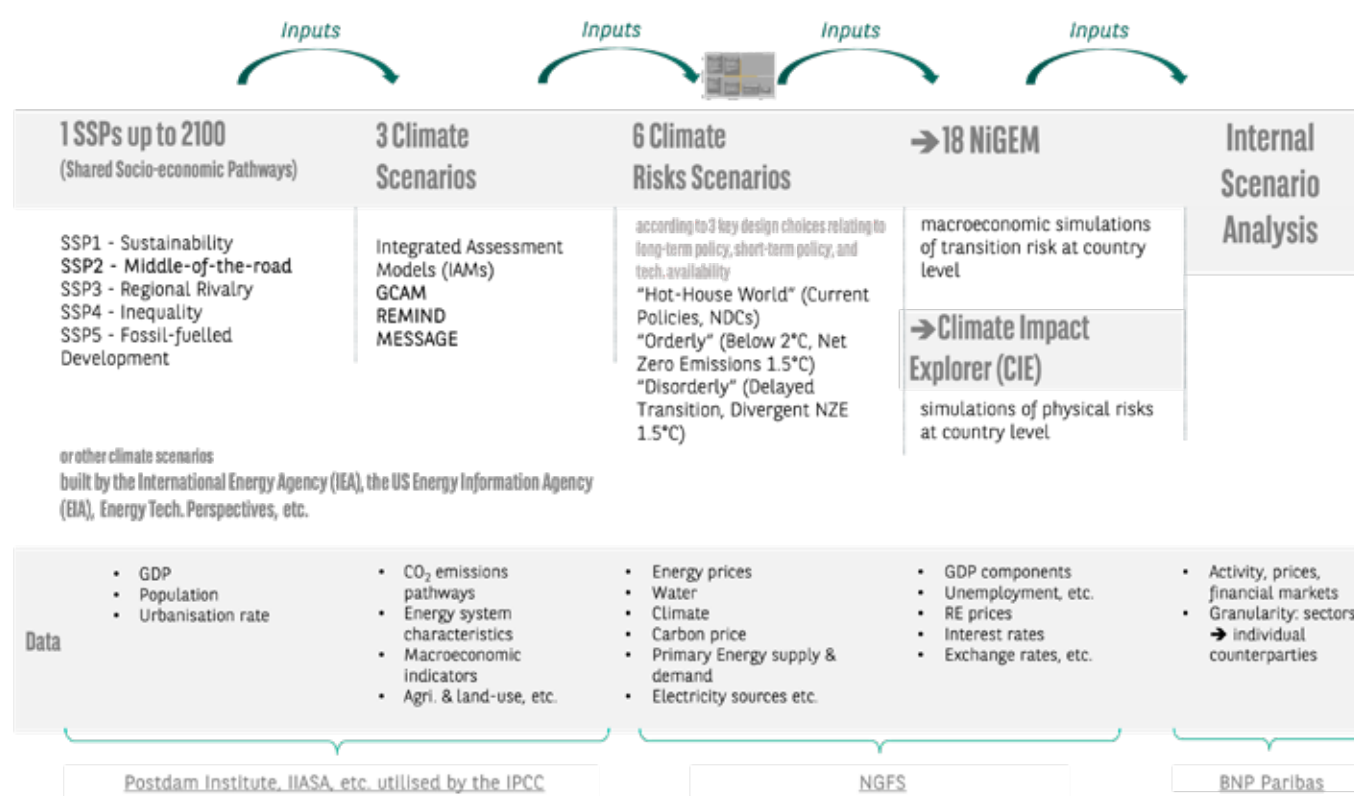 Inputs
Inputs
Inputs
Inputs
1 SSPs up to 2100
(Shared Socio-economic Pathways)
3 Climate
Scenarios
6 Climate
Risks Scenarios
➔ 18 NiGEM
Internal
Scenario
Analysis
SSP1 - Sustainability
SSP2 - Middle-of-the-road
SSP3 - Regional Rivalry
SSP4 - Inequality
SSP5 - Fossil-fuelled
Development
Integrated Assessment
Models (IAMs)
GCAM
REMIND
MESSAGE
according to 3 key design choices relating to
long-term policy, short-term policy, and
tech. availability
“Hot-House World” (Current
Policies, NDCs)
“Orderly” (Below 2°C, Net
Zero Emissions 1.5°C)
“Disorderly” (Delayed
Transition, Divergent NZE
1.5°C)
macroeconomic simulations
of transition risk at country
level
➔ Climate Impact
Explorer (CIE)
simulations of physical risks
at country level
or other climate scenarios
built by the International Energy Agency (IEA), the US Energy Information Agency
(EIA), Energy Tech. Perspectives, etc.
Data
• GDP
• Population
• Urbanisation rate
• CO₂ emissions
pathways
• Energy system
characteristics
• Macroeconomic
indicators
• Agri. & land-use, etc.
• Energy prices
• Water
• Climate
• Carbon price
• Primary Energy supply &
demand
• Electricity sources etc.
• GDP components
• Unemployment, etc.
• RE prices
• Interest rates
• Exchange rates, etc.
• Activity, prices,
financial markets
• Granularity: sectors
➔ individual
counterparties
Postdam Institute, IIASA, etc. utilised by the IPCC
NGFS
BNP Paribas